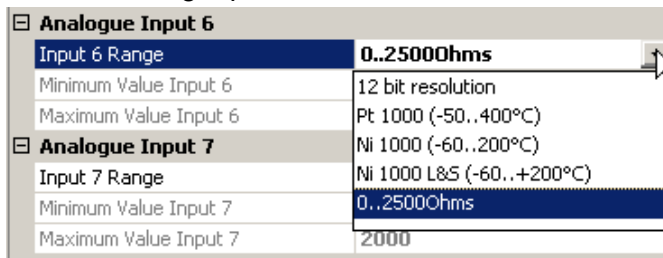 Analogue Input 6
Input 6 Range 0..2500Ohms
Minimum Value Input 6 12 bit resolution
Maximum Value Input 6 Pt 1000 (-50..400°C)
Analogue Input 7 Ni 1000 (-60..200°C)
Input 7 Range Ni 1000 L&S (-60..+200°C)
Minimum Value Input 7 0..2500Ohms
Maximum Value Input 7 2000